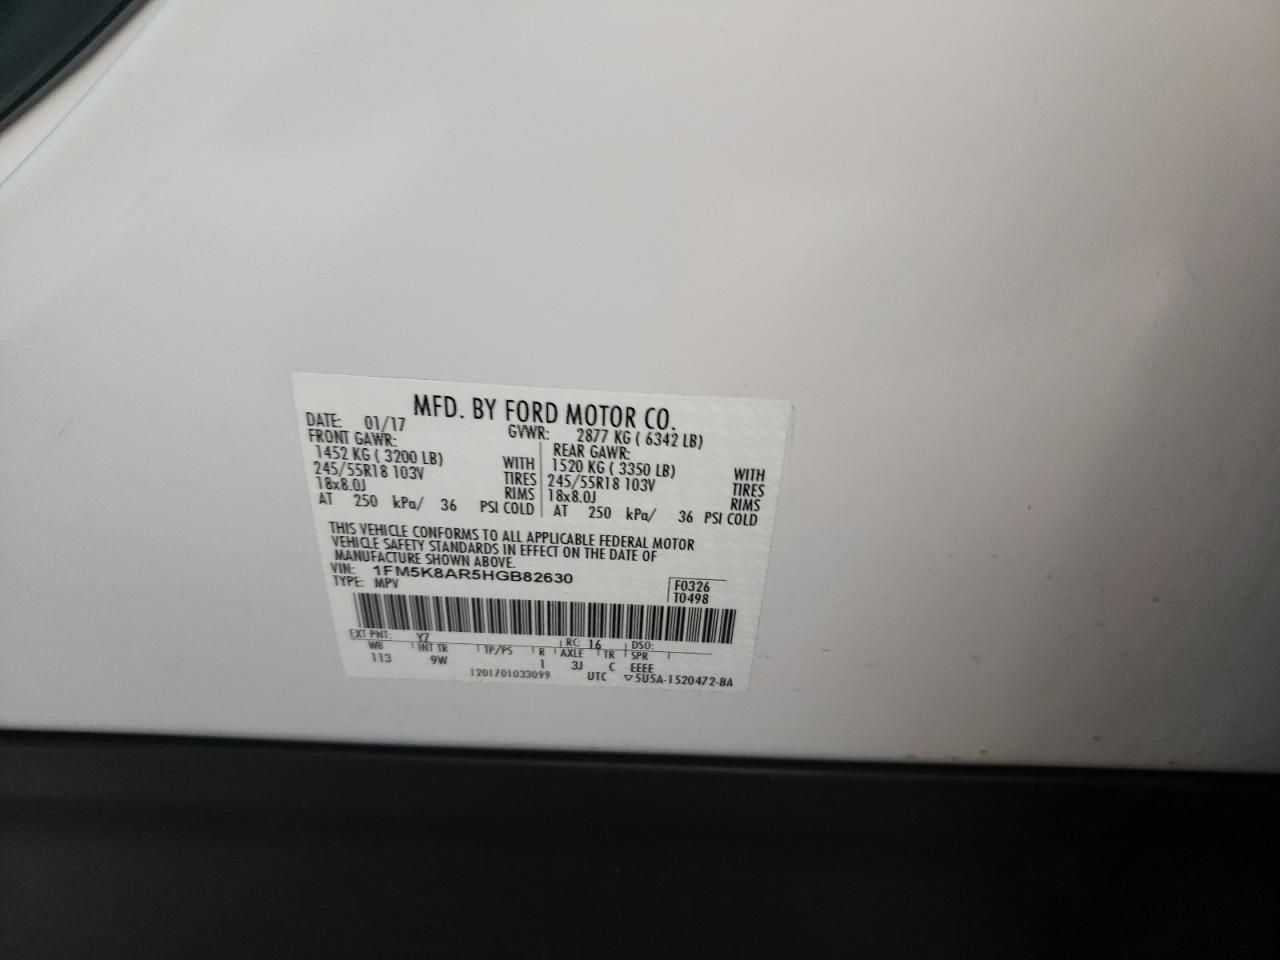 MFD. BY FORD MOTOR CO.
DATE: 01/17 GVWR: 2877 KG ( 6342 LB)
FRONT GAWR: REAR GAWR:
1452 KG ( 3200 LB) WITH 1520 KG ( 3350 LB) WITH
245/55R18 103V TIRES 245/55R18 103V TIRES
18x8.0J RIMS 18x8.0J RIMS
AT 250 kPa/ 36 PSI COLD AT 250 kPa/ 36 PSI COLD
THIS VEHICLE CONFORMS TO ALL APPLICABLE FEDERAL MOTOR
VEHICLE SAFETY STANDARDS IN EFFECT ON THE DATE OF
MANUFACTURE SHOWN ABOVE.
VIN: 1FM5K8AR5HGB82630 F0326
TYPE: MPV T0498
EXT PNT: YZ RC: 16 DSO:
WB INT TR TP/PS R AXLE TR SPR
113 9W 1 3J C EEEE
1201701033099 UTC ▽5U5A-1520472-BA